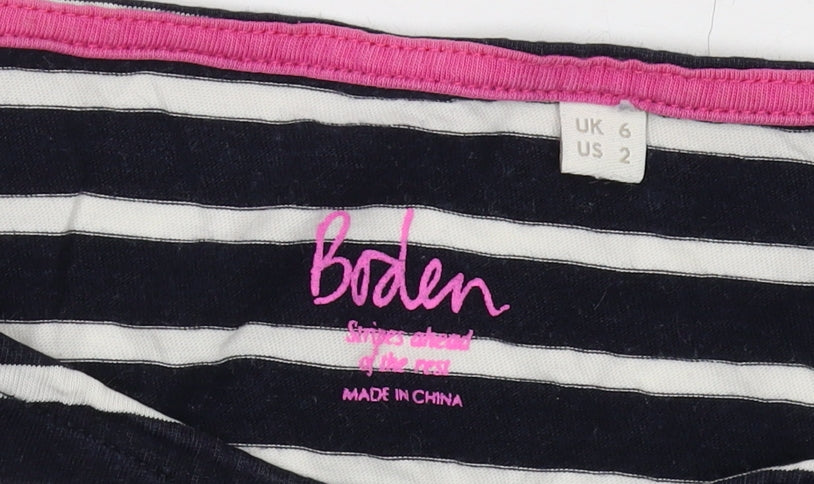 UK 6
US 2
Boden
Stripes ahead
of the rest
MADE IN CHINA